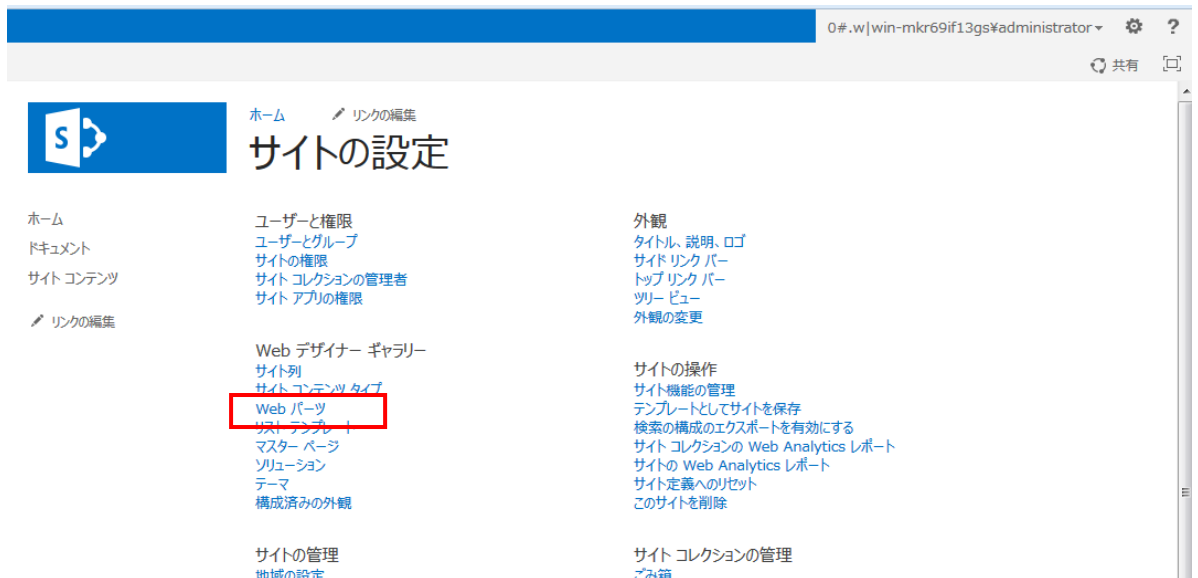 0#.w|win-mkr69if13gs¥administrator
?
共有
S
ホーム リンクの編集
サイトの設定
ホーム
ドキュメント
サイト コンテンツ
リンクの編集
ユーザーと権限
ユーザーとグループ
サイトの権限
サイト コレクションの管理者
サイト アプリの権限
Web デザイナー ギャラリー
サイト列
サイト コンテンツ タイプ
Web パーツ
リスト テンプレート
マスター ページ
ソリューション
テーマ
構成済みの外観
サイトの管理
地域の設定
外観
タイトル、説明、ロゴ
サイド リンク バー
トップ リンク バー
ツリー ビュー
外観の変更
サイトの操作
サイト機能の管理
テンプレートとしてサイトを保存
検索の構成のエクスポートを有効にする
サイト コレクションの Web Analytics レポート
サイトの Web Analytics レポート
サイト定義へのリセット
このサイトを削除
サイト コレクションの管理
ごみ箱